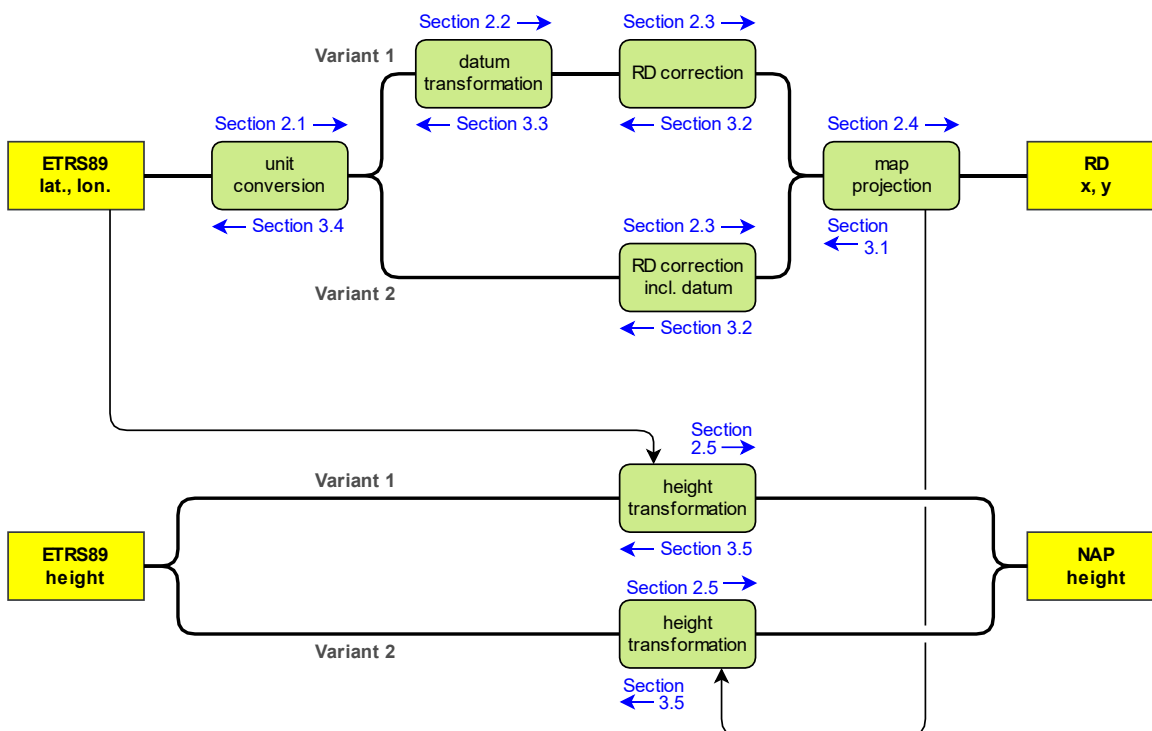 Section 2.2
Section 2.3
Variant 1
datum
transformation
RD correction
Section 2.1
Section 3.3
Section 3.2
Section 2.4
ETRS89
lat., lon.
unit
conversion
map
projection
RD
x, y
Section 3.4
Section 2.3
Section
3.1
RD correction
incl. datum
Variant 2
Section 3.2
Section
2.5
Variant 1
height
transformation
ETRS89
height
Section 3.5
NAP
height
Section 2.5
height
transformation
Variant 2
Section
3.5